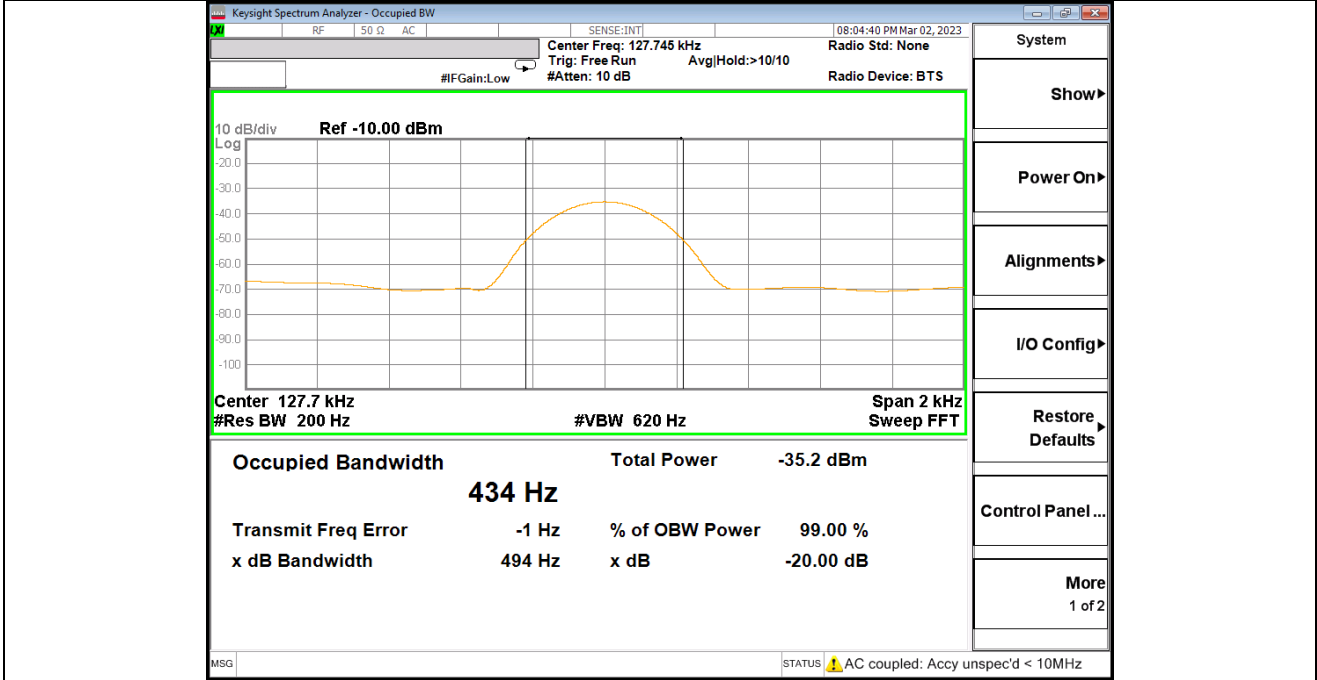 Keysight Spectrum Analyzer - Occupied BW
LXI RF 50 Ω AC SENSE:INT 08:04:40 PM Mar 02, 2023
Center Freq: 127.745 kHz Radio Std: None
Trig: Free Run Avg|Hold:>10/10
#IFGain:Low #Atten: 10 dB Radio Device: BTS
10 dB/div Ref -10.00 dBm
Log
-20.0
-30.0
-40.0
-50.0
-60.0
-70.0
-80.0
-90.0
-100
Center 127.7 kHz Span 2 kHz
#Res BW 200 Hz #VBW 620 Hz Sweep FFT
Occupied Bandwidth Total Power -35.2 dBm
434 Hz
Transmit Freq Error -1 Hz % of OBW Power 99.00 %
x dB Bandwidth 494 Hz x dB -20.00 dB
MSG STATUS AC coupled: Accy unspec'd < 10MHz
System
Show
Power On
Alignments
I/O Config
Restore
Defaults
Control Panel...
More
1 of 2